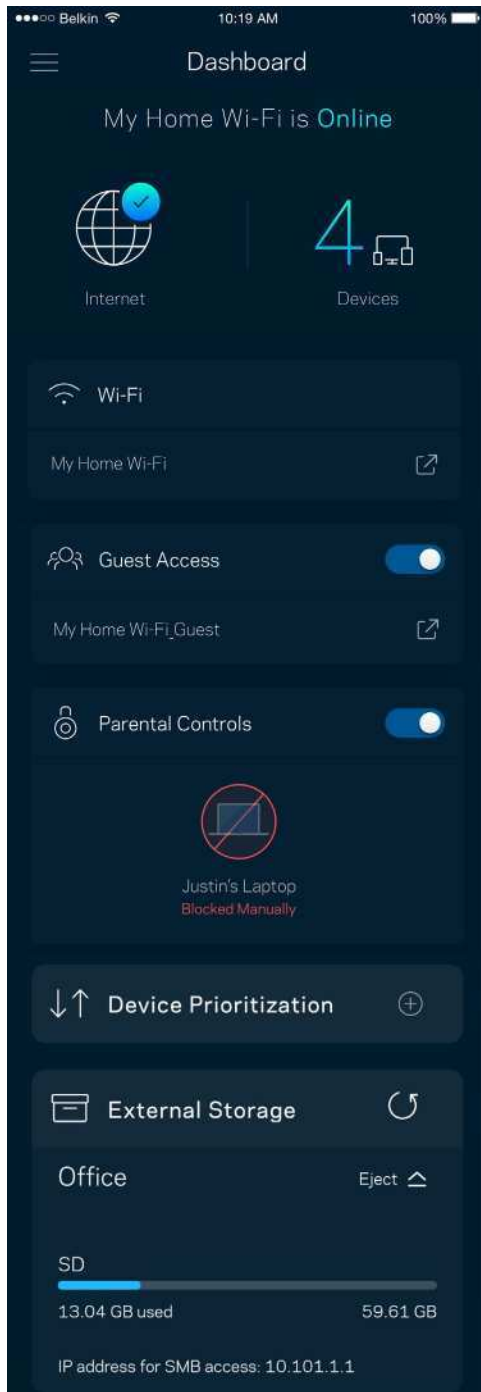 Belkin 10:19 AM 100%
Dashboard
My Home Wi-Fi is Online
4
Internet Devices
Wi-Fi
My Home Wi-Fi
Guest Access
My Home Wi-Fi_Guest
Parental Controls
Justin's Laptop
Blocked Manually
Device Prioritization
External Storage
Office Eject
SD
13.04 GB used 59.61 GB
IP address for SMB access: 10.101.1.1